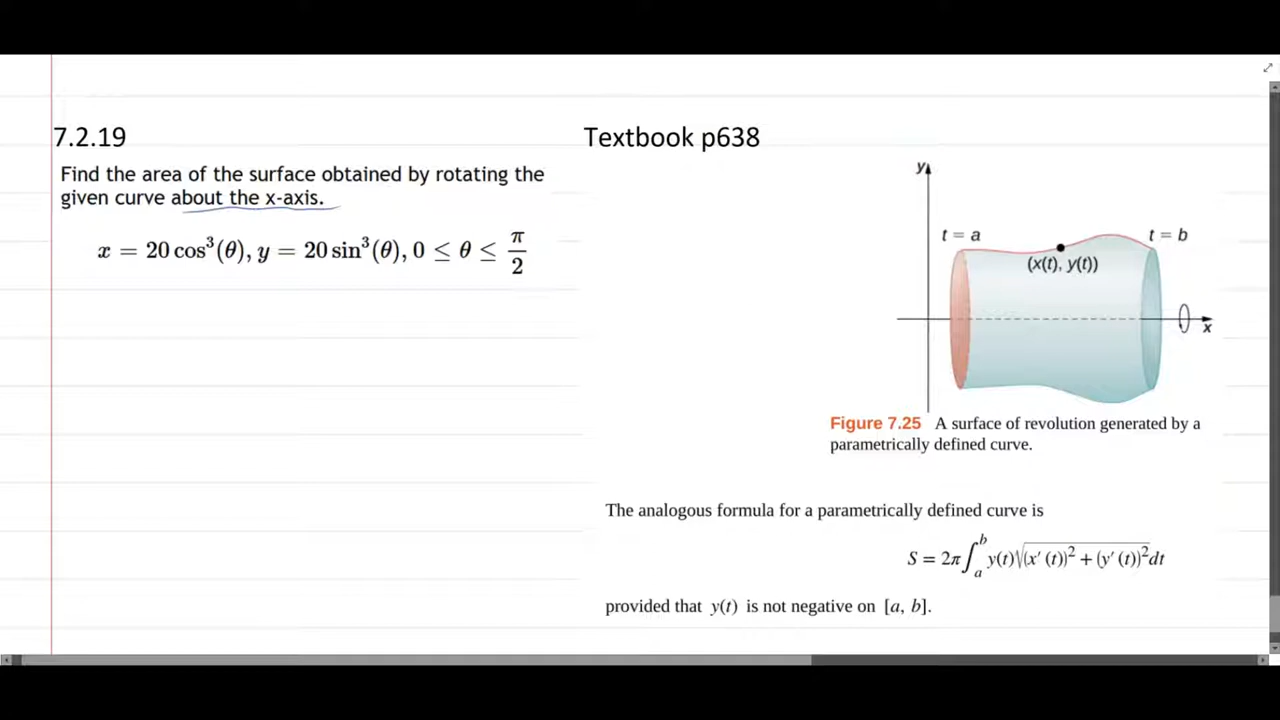 7.2.19
Find the area of the surface obtained by rotating the
given curve about the x-axis.
x = 20 cos³(θ), y = 20 sin³(θ), 0 ≤ θ ≤ π/2
Textbook p638
y
t = a
t = b
(x(t), y(t))
x
Figure 7.25 A surface of revolution generated by a
parametrically defined curve.
The analogous formula for a parametrically defined curve is
S = 2π∫ₐᵇ y(t)√(x′(t))² + (y′(t))² dt
provided that y(t) is not negative on [a, b].